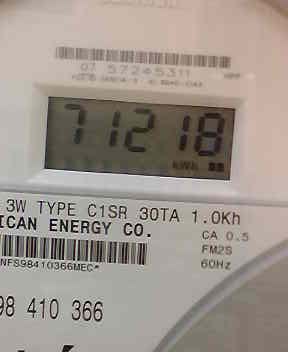 07 57245311
71218
kWh
3W TYPE C1SR 30TA 1.0Kh
ICAN ENERGY CO.
CA 0.5
FM2S
60Hz
*NFS98410366MEC*
98 410 366